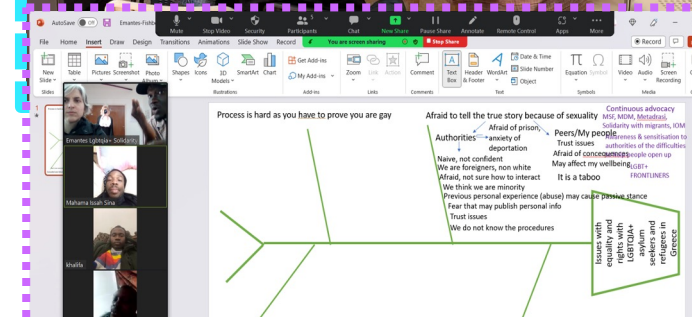 AutoSave Off Emantes-Fishb
Mute Stop Video Security Participants 5 Chat New Share Pause Share Annotate Remote Control Apps More
You are screen sharing Stop Share
File Home Insert Draw Design Transitions Animations Slide Show Record Record
New Slide Table Pictures Screenshot Photo Album Shapes Icons 3D Models SmartArt Chart Get Add-ins My Add-ins Zoom Link Action Comment Text Box Header & Footer WordArt Date & Time Slide Number Object Equation Symbol Video Audio Screen Recording
Slides Tables Illustrations Add-ins Links Comments Text Symbols Media
1
Emantes Lgbtqia+ Solidarity
Mahama Issah Sina
khalifa
Process is hard as you have to prove you are gay
Afraid to tell the true story because of sexuality
Authorities
Afraid of prison,
anxiety of
deportation
Naive, not confident
We are foreigners, non white
Afraid, not sure how to interact
We think we are minority
Previous personal experience (abuse) may cause passive stance
Fear that may publish personal info
Trust issues
We do not know the procedures
Peers/My people
Trust issues
Afraid of consequences
May affect my wellbeing
It is a taboo
Continuous advocacy
MSF, MDM, Metadrasi,
Solidarity with migrants, IOM
Awareness & sensitisation to
authorities of the difficulties
people open up
LGBT+
FRONTLINERS
Issues with
equality and
rights with
LGBTQIA+
asylum
seekers and
refugees in
Greece